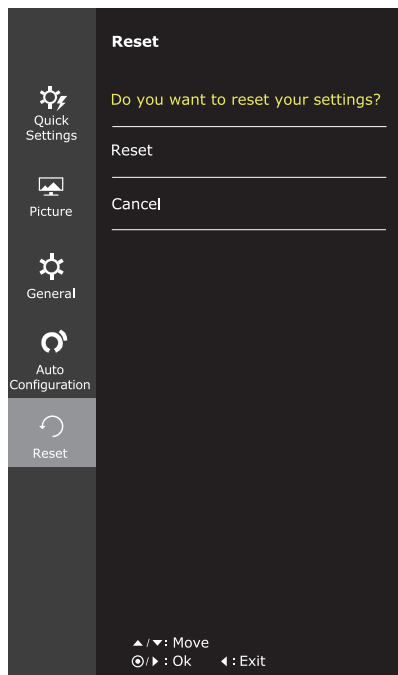 Reset
Do you want to reset your settings?
Reset
Cancel
Quick
Settings
Picture
General
Auto
Configuration
Reset
▲/▼: Move
◉/▶: Ok ◀: Exit